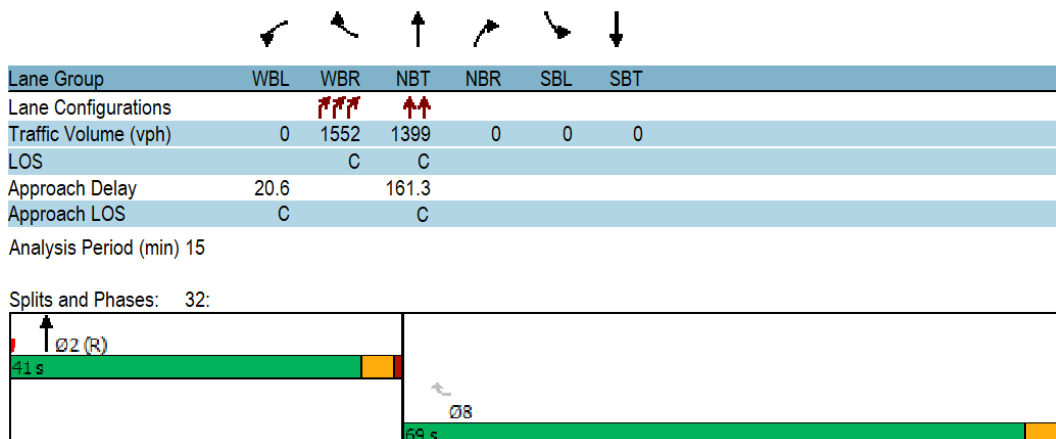 Lane Group WBL WBR NBT NBR SBL SBT
Lane Configurations
Traffic Volume (vph) 0 1552 1399 0 0 0
LOS C C
Approach Delay 20.6 161.3
Approach LOS C C
Analysis Period (min) 15
Splits and Phases: 32:
Ø2 (R)
41 s
Ø8
69 s